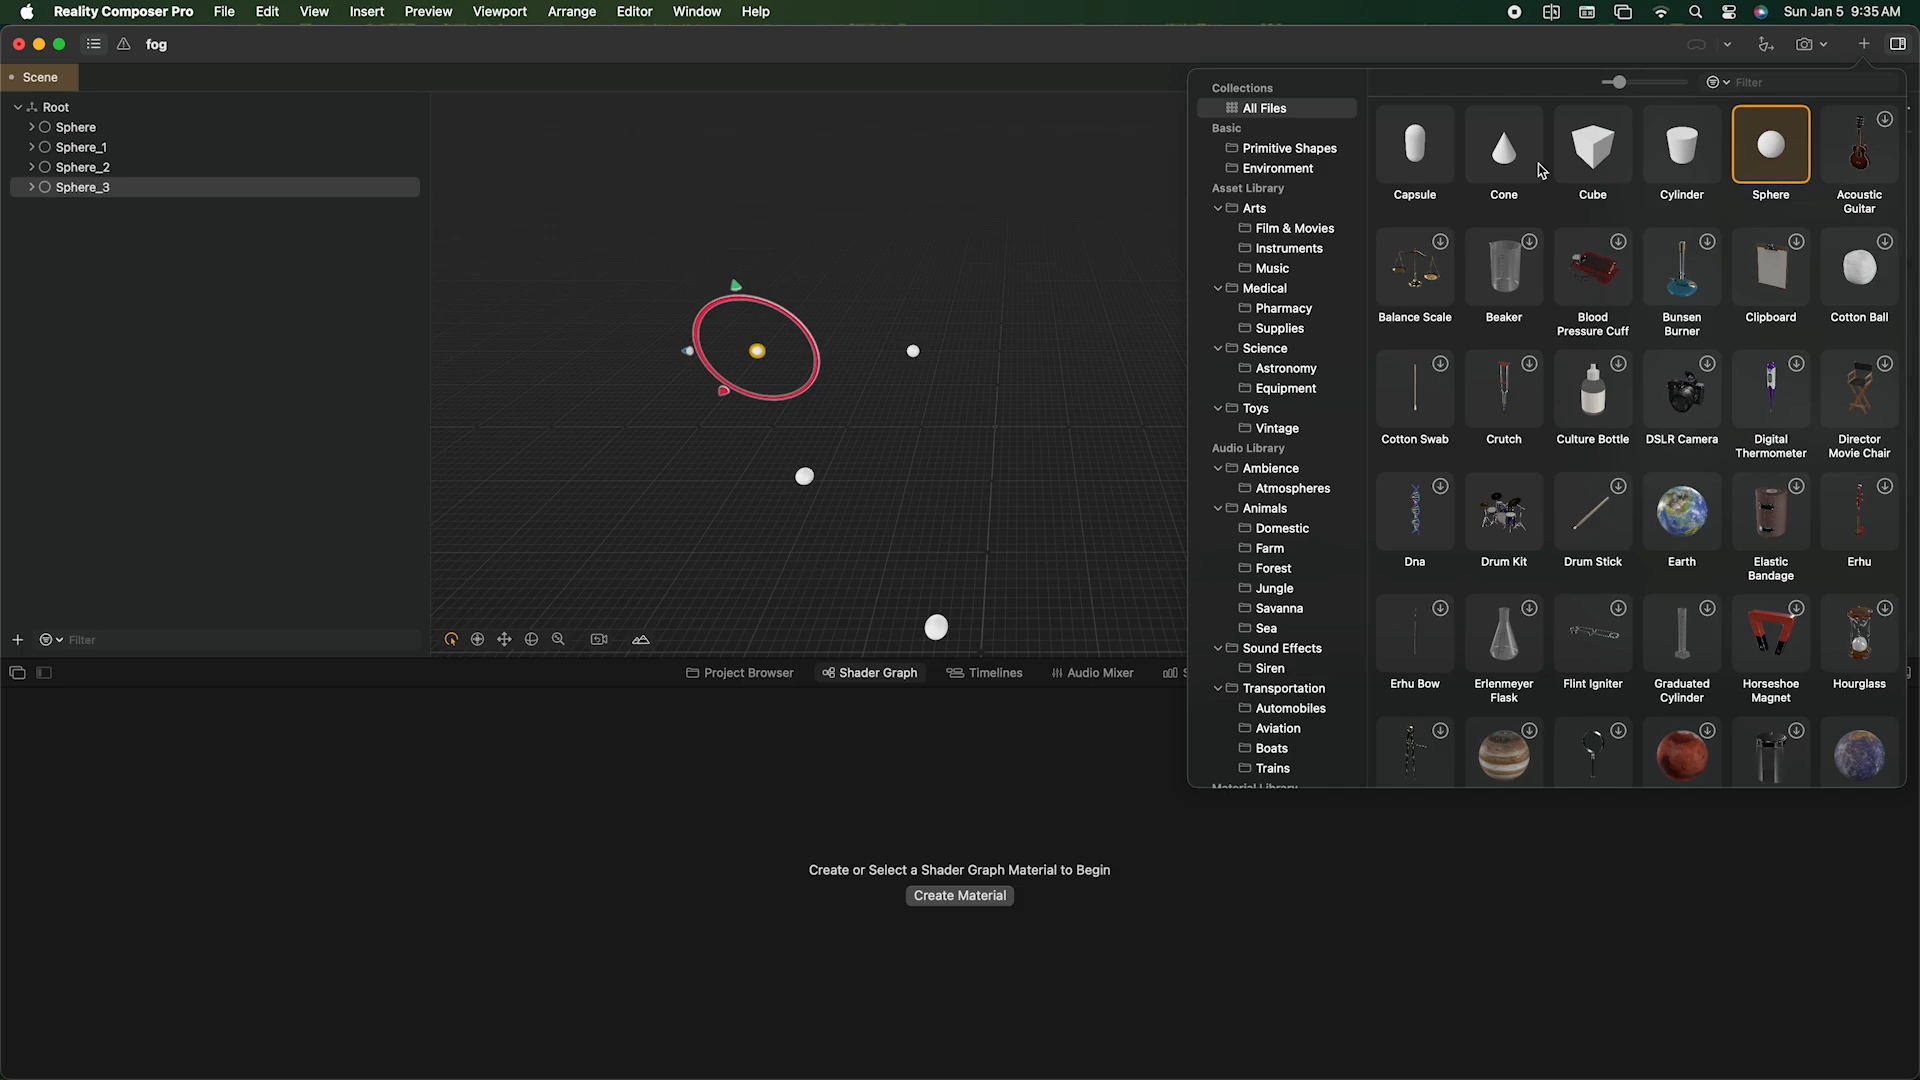 Reality Composer Pro File Edit View Insert Preview Viewport Arrange Editor Window Help Sun Jan 5 9:35 AM
fog
Scene
Root
Sphere
Sphere_1
Sphere_2
Sphere_3
Filter
Project Browser Shader Graph Timelines Audio Mixer
Create or Select a Shader Graph Material to Begin
Create Material
Collections
All Files
Basic
Primitive Shapes
Environment
Asset Library
Arts
Film & Movies
Instruments
Music
Medical
Pharmacy
Supplies
Science
Astronomy
Equipment
Toys
Vintage
Audio Library
Ambience
Atmospheres
Animals
Domestic
Farm
Forest
Jungle
Savanna
Sea
Sound Effects
Siren
Transportation
Automobiles
Aviation
Boats
Trains
Material Library
Filter
Capsule Cone Cube Cylinder Sphere Acoustic
Guitar
Balance Scale Beaker Blood
Pressure Cuff Bunsen
Burner Clipboard Cotton Ball
Cotton Swab Crutch Culture Bottle DSLR Camera Digital
Thermometer Director
Movie Chair
Dna Drum Kit Drum Stick Earth Elastic
Bandage Erhu
Erhu Bow Erlenmeyer
Flask Flint Igniter Graduated
Cylinder Horseshoe
Magnet Hourglass